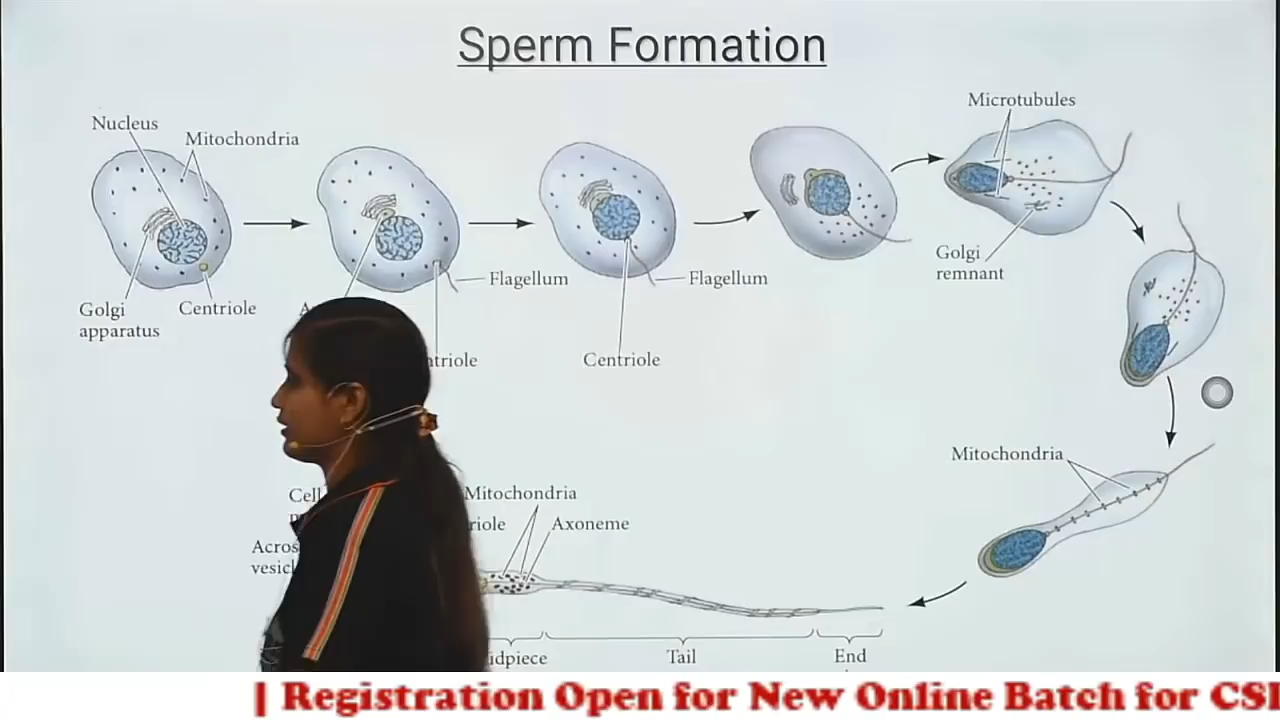 Sperm Formation
Nucleus
Mitochondria
Golgi
apparatus
Centriole
Flagellum
Flagellum
Centriole
Microtubules
Golgi
remnant
Mitochondria
Cell
Mitochondria
Axoneme
Tail
End
| Registration Open for New Online Batch for